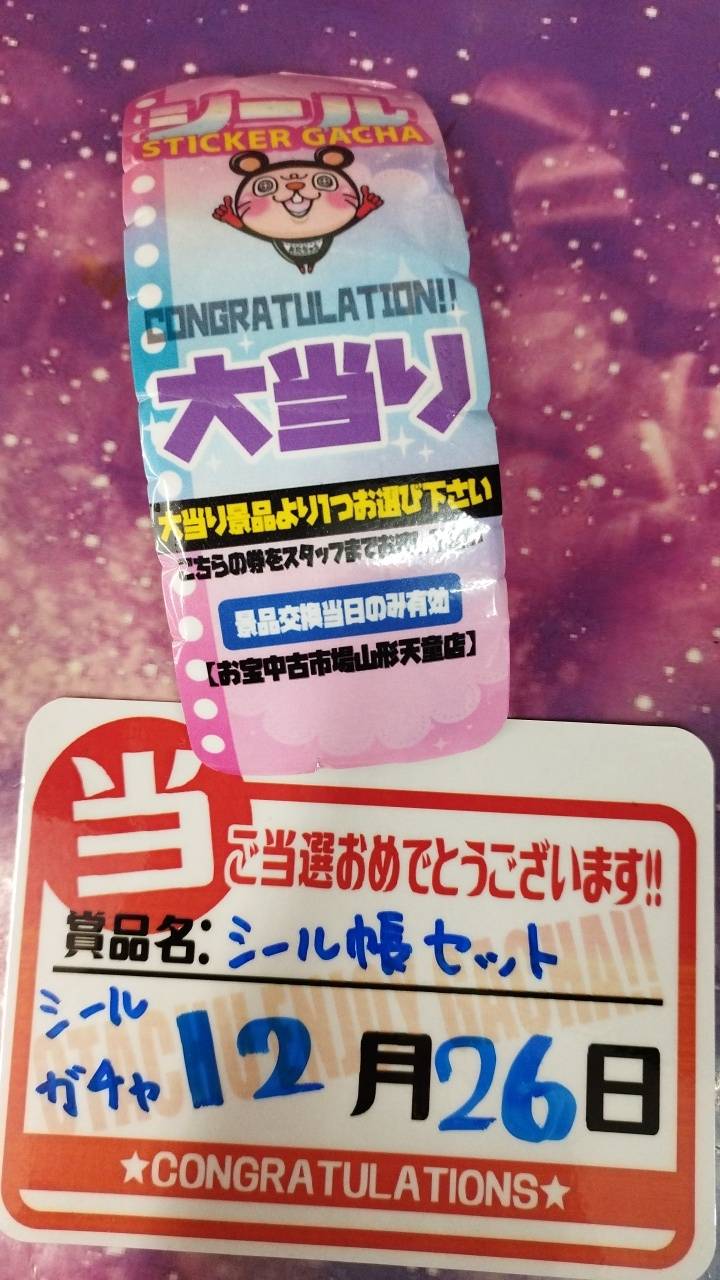 シール
STICKER GACHA
CONGRATULATION!!
大当り
大当り景品より1つお選び下さい
こちらの券をスタッフまでお
景品交換当日のみ有効
【お宝中古市場山形天童店】
当
ご当選おめでとうございます!!
賞品名: シール帳セット
シール
ガチャ
12月26日
★CONGRATULATIONS★